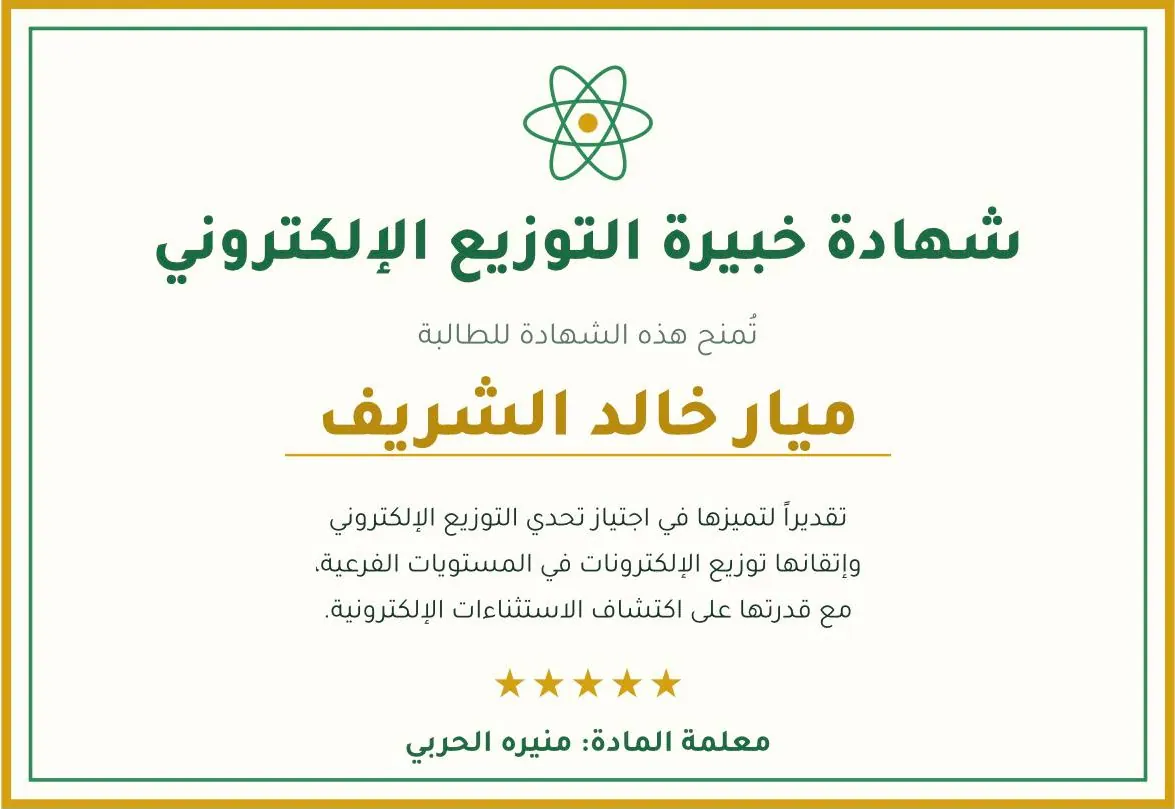 شهادة خبيرة التوزيع الإلكتروني
تُمنح هذه الشهادة للطالبة
ميار خالد الشريف
تقديراً لتميزها في اجتياز تحدي التوزيع الإلكتروني
وإتقانها توزيع الإلكترونات في المستويات الفرعية،
مع قدرتها على اكتشاف الاستثناءات الإلكترونية.
معلمة المادة: منيره الحربي